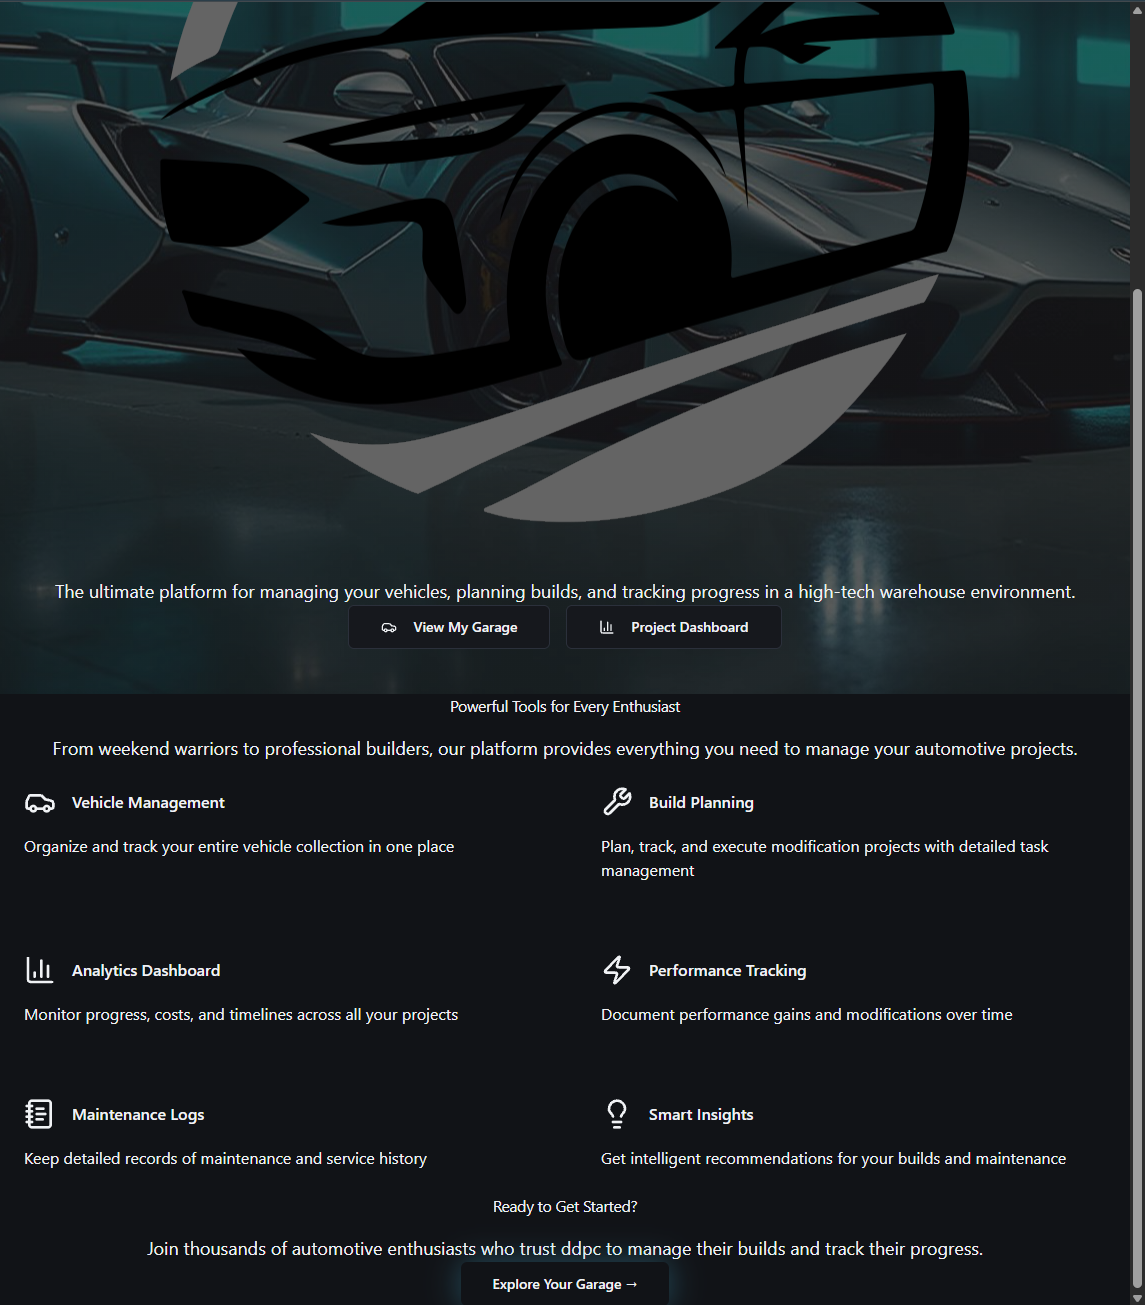 The ultimate platform for managing your vehicles, planning builds, and tracking progress in a high-tech warehouse environment.
View My Garage
Project Dashboard
Powerful Tools for Every Enthusiast
From weekend warriors to professional builders, our platform provides everything you need to manage your automotive projects.
Vehicle Management
Organize and track your entire vehicle collection in one place
Build Planning
Plan, track, and execute modification projects with detailed task
management
Analytics Dashboard
Monitor progress, costs, and timelines across all your projects
Performance Tracking
Document performance gains and modifications over time
Maintenance Logs
Keep detailed records of maintenance and service history
Smart Insights
Get intelligent recommendations for your builds and maintenance
Ready to Get Started?
Join thousands of automotive enthusiasts who trust ddpc to manage their builds and track their progress.
Explore Your Garage →